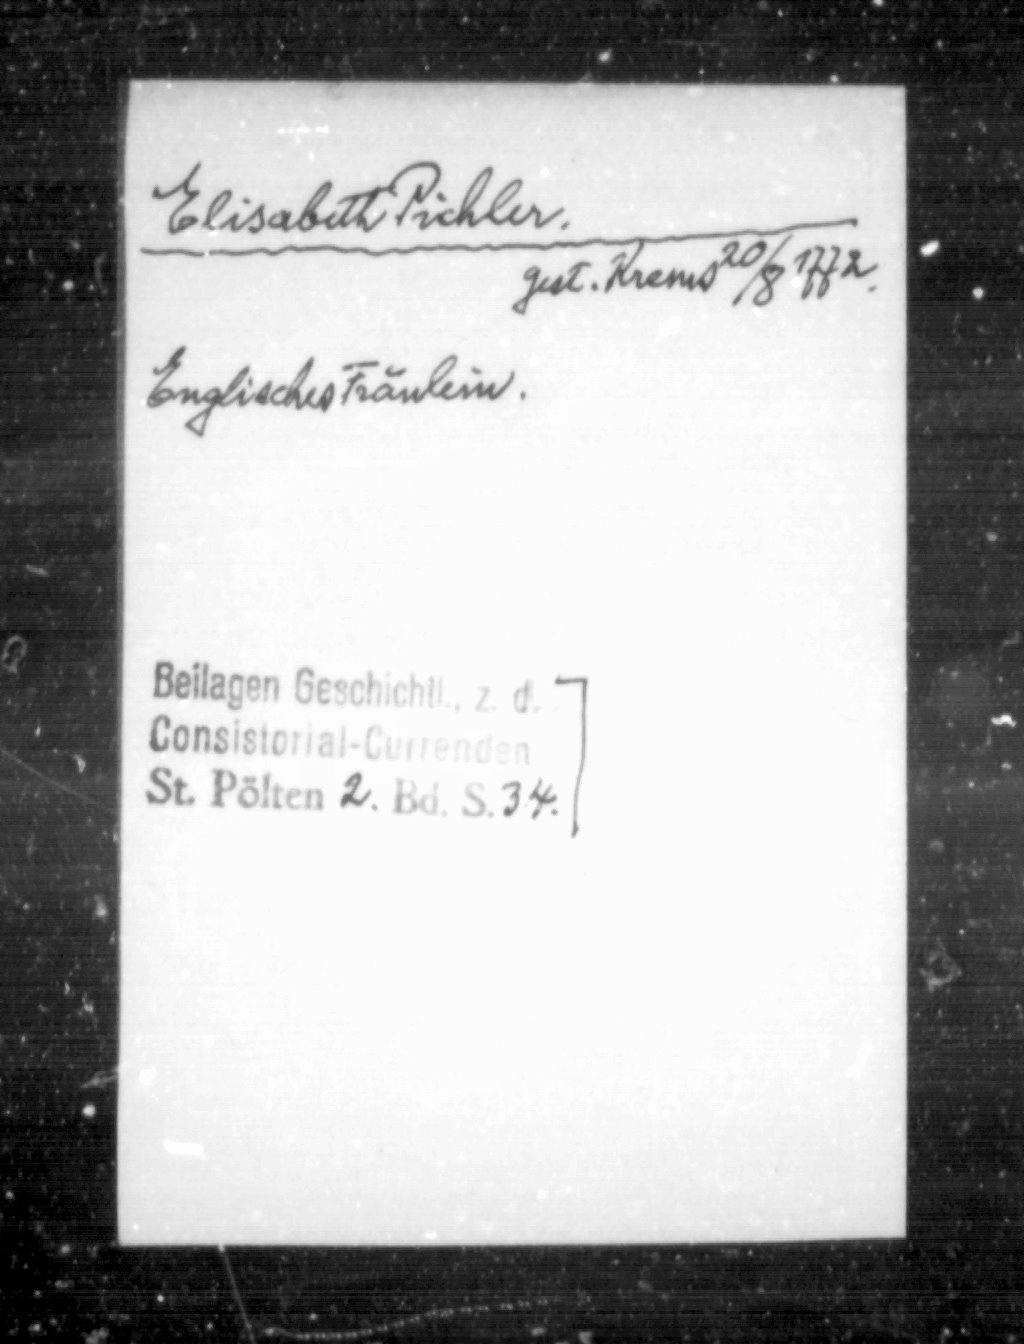 Elisabeth Pichler.
gest. Krems 20/8 1772.
Englisches Fräulein.
Beilagen Geschichtl., z. d.
Consistorial-Currenden
St. Pölten 2. Bd. S. 34.